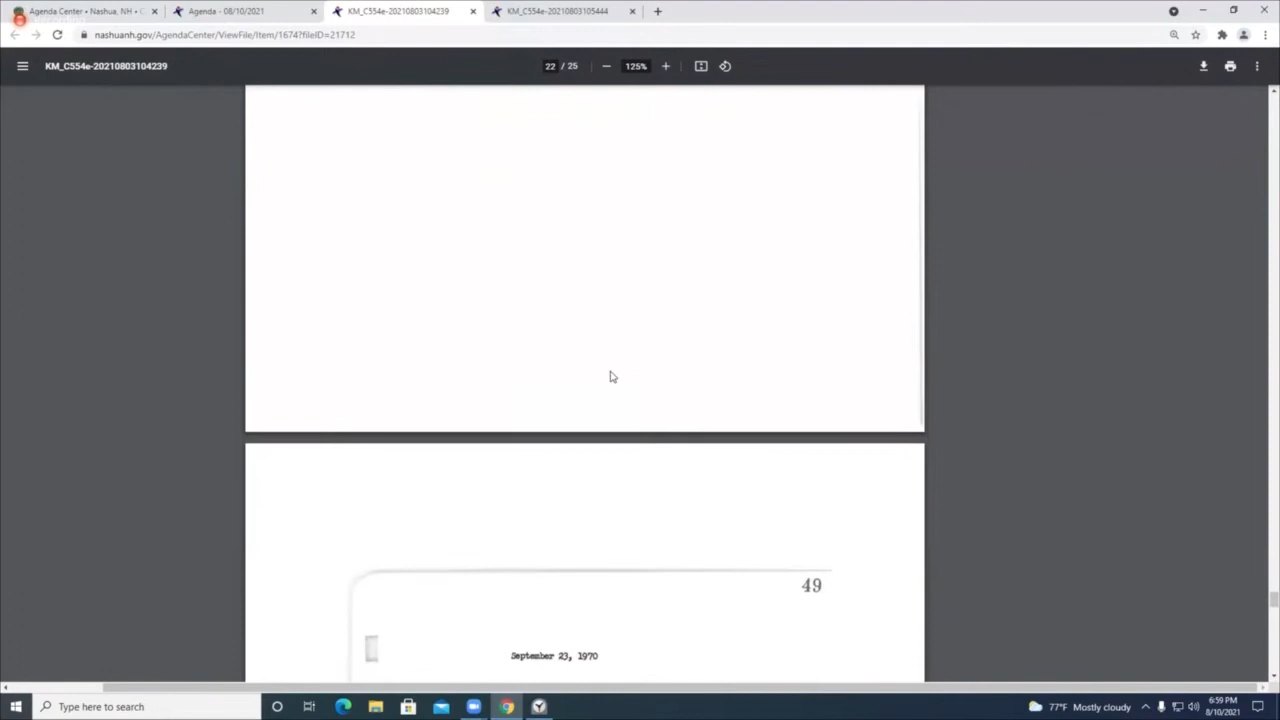 Agenda Center • Nashua, NH • C
Agenda - 08/10/2021
KM_C554e-20210803104239
KM_C554e-20210803105444
nashuanh.gov/AgendaCenter/ViewFile/Item/1674?fileID=21712
KM_C554e-20210803104239
22 / 25
125%
49
September 23, 1970
Type here to search
77°F Mostly cloudy
6:59 PM
8/10/2021